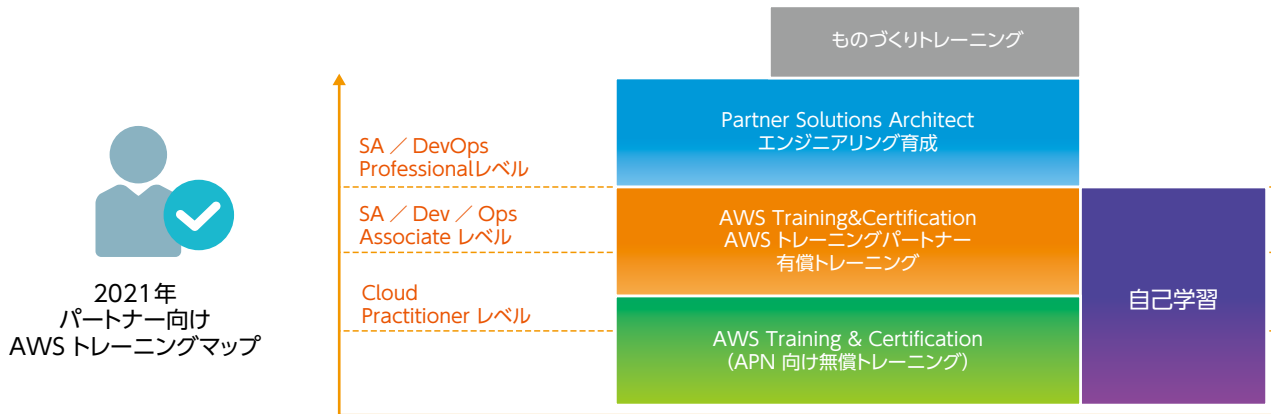 ものづくりトレーニング
Partner Solutions Architect
エンジニアリング育成
SA ／ DevOps
Professionalレベル
SA ／ Dev ／ Ops
Associate レベル
AWS Training&Certification
AWS トレーニングパートナー
有償トレーニング
Cloud
Practitioner レベル
自己学習
AWS Training & Certification
（APN 向け無償トレーニング）
2021年
パートナー向け
AWS トレーニングマップ